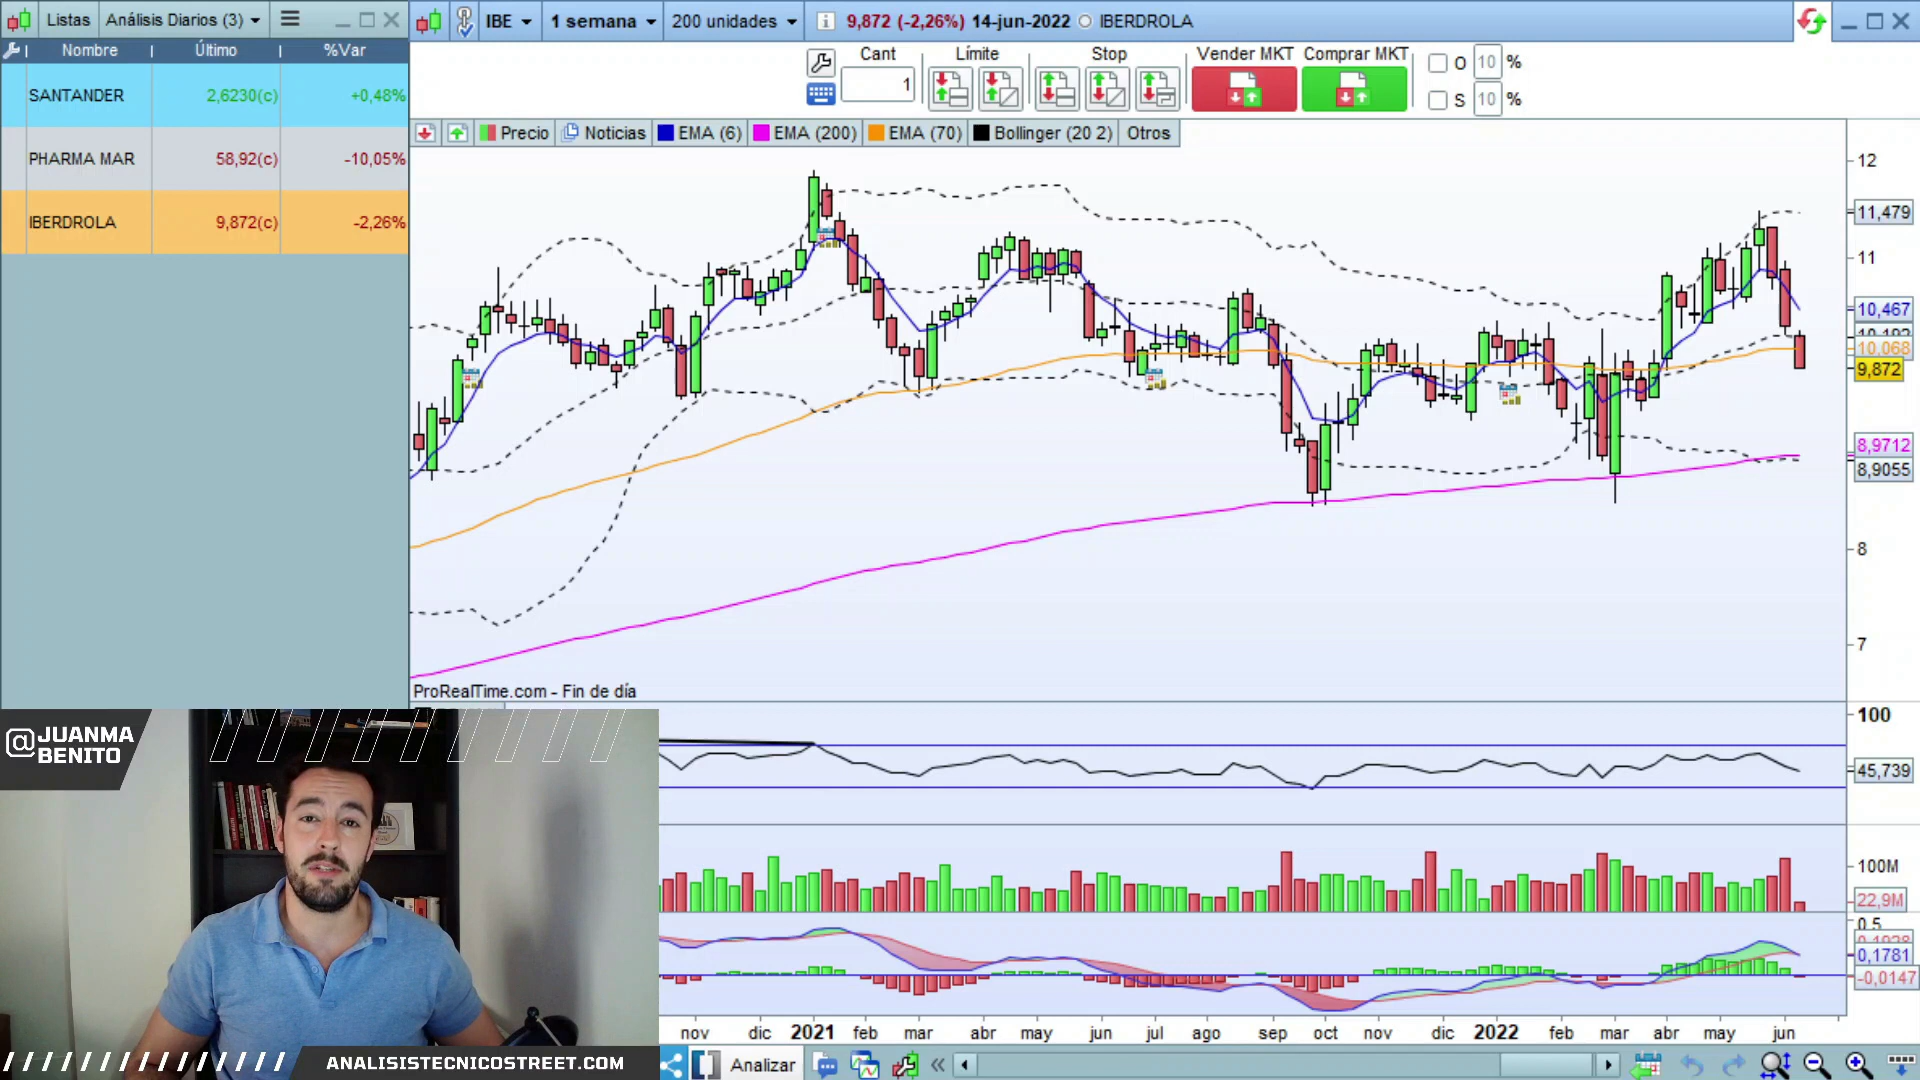 Listas Análisis Diarios (3)
Nombre Último %Var
SANTANDER 2,6230(c) +0,48%
PHARMA MAR 58,92(c) -10,05%
IBERDROLA 9,872(c) -2,26%
IBE 1 semana 200 unidades 9,872 (-2,26%) 14-jun-2022 IBERDROLA
Cant Límite Stop Vender MKT Comprar MKT
1
O 10 %
S 10 %
Precio Noticias EMA (6) EMA (200) EMA (70) Bollinger (20 2) Otros
12
11,479
11
10,467
10,068
9,872
8,9712
8,9055
8
7
ProRealTime.com - Fin de día
100
45,739
100M
22,9M
0.5
0,1781
-0,0147
nov dic 2021 feb mar abr may jun jul ago sep oct nov dic 2022 feb mar abr may jun
Analizar
@JUANMA
BENITO
ANALISISTECNICOSTREET.COM